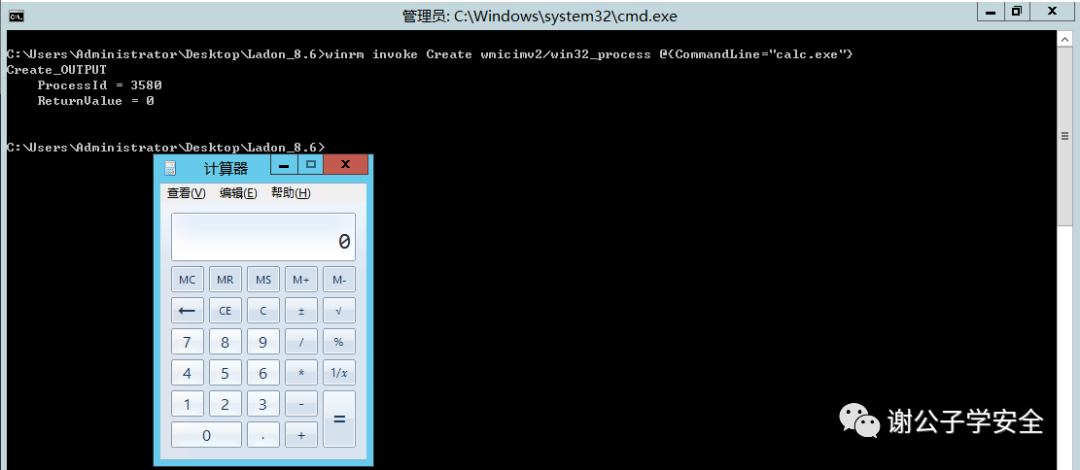 管理员: C:\Windows\system32\cmd.exe
C:\Users\Administrator\Desktop\Ladon_8.6>winrm invoke Create wmicimv2/win32_process @{CommandLine="calc.exe"}
Create_OUTPUT
ProcessId = 3580
ReturnValue = 0
C:\Users\Administrator\Desktop\Ladon_8.6>
计算器
查看(V) 编辑(E) 帮助(H)
0
MC MR MS M+ M-
← CE C ± √
7 8 9 / %
4 5 6 * 1/x
1 2 3 - =
0 . +
谢公子学安全